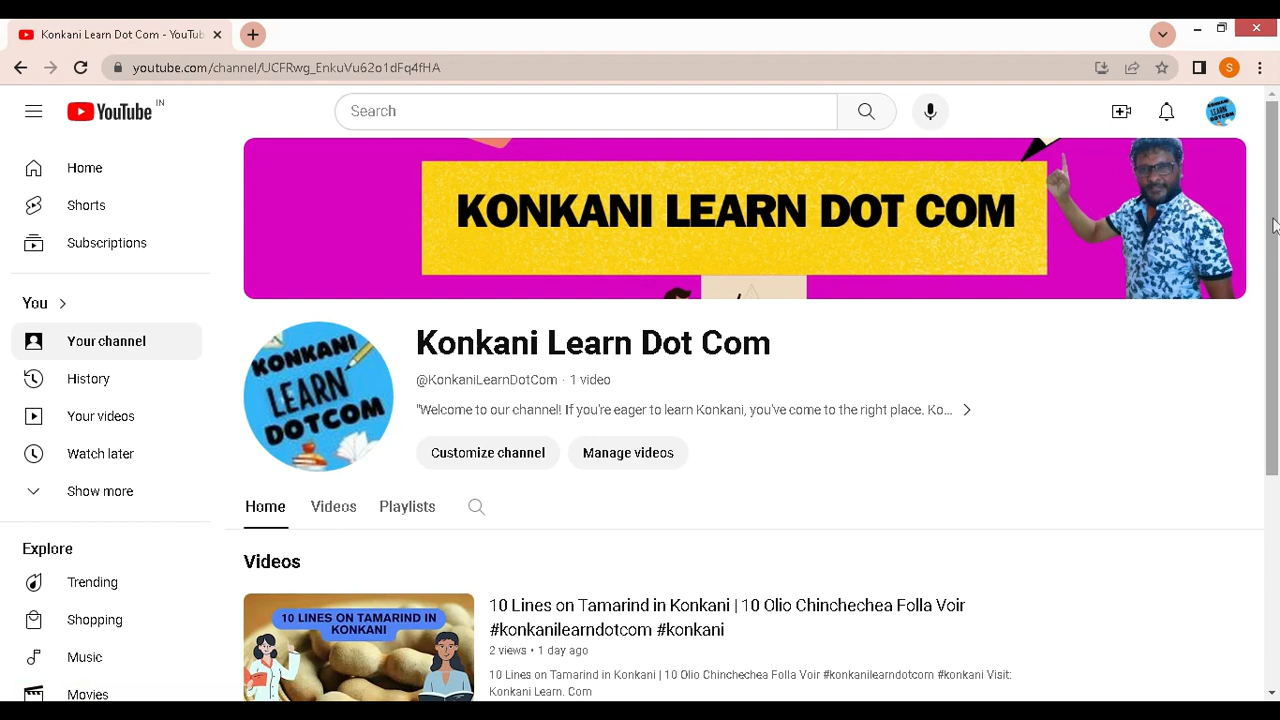 Konkani Learn Dot Com - YouTub
youtube.com/channel/UCFRwg_EnkuVu62o1dFq4fHA
S
YouTube IN
Search
KONKANI
LEARN
DOTCOM
Home
Shorts
Subscriptions
You
Your channel
History
Your videos
Watch later
Show more
Explore
Trending
Shopping
Music
Movies
KONKANI LEARN DOT COM
KONKANI
LEARN
DOTCOM
Konkani Learn Dot Com
@KonkaniLearnDotCom · 1 video
"Welcome to our channel! If you're eager to learn Konkani, you've come to the right place. Ko...
Customize channel
Manage videos
Home
Videos
Playlists
Videos
10 LINES ON TAMARIND IN
KONKANI
10 Lines on Tamarind in Konkani | 10 Olio Chinchechea Folla Voir
#konkanilearndotcom #konkani
2 views • 1 day ago
10 Lines on Tamarind in Konkani | 10 Olio Chinchechea Folla Voir #konkanilearndotcom #konkani Visit:
Konkani Learn. Com